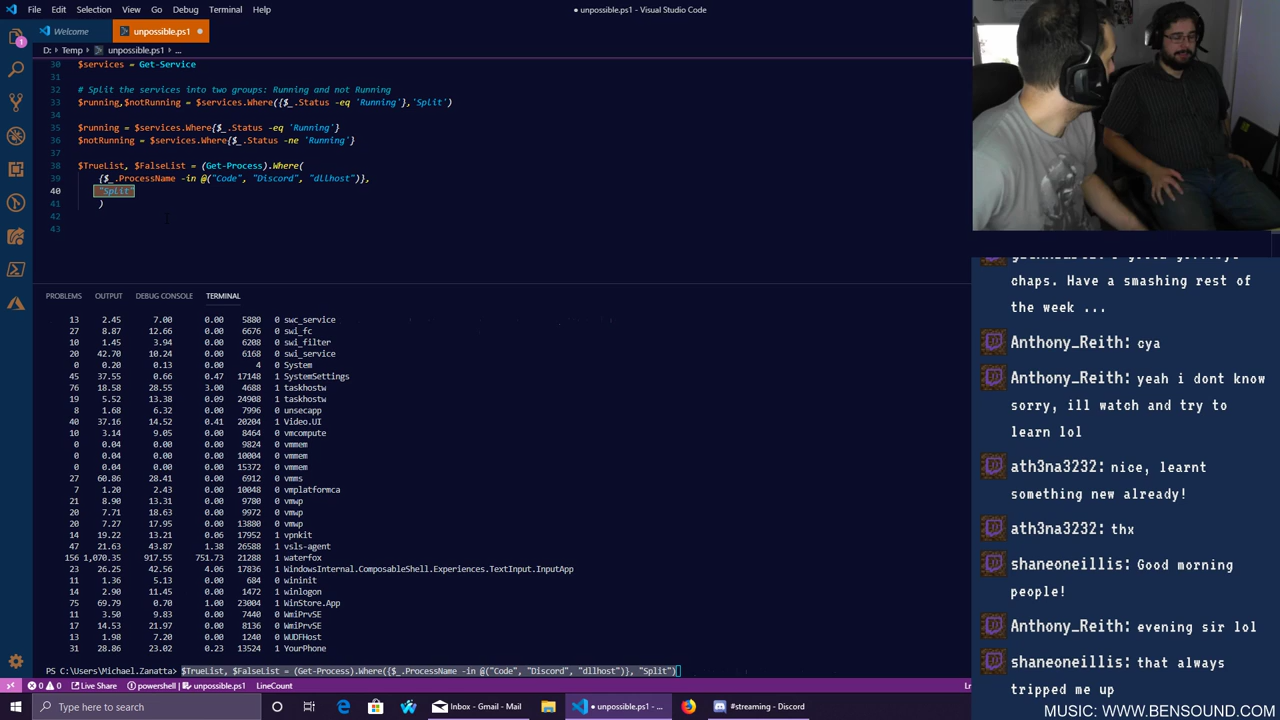 File Edit Selection View Go Debug Terminal Help
● unpossible.ps1 - Visual Studio Code
Welcome
unpossible.ps1
D: › Temp › unpossible.ps1 › ...
30 $services = Get-Service
31
32 # Split the services into two groups: Running and not Running
33 $running,$notRunning = $services.Where({$_.Status -eq 'Running'},'Split')
34
35 $running = $services.Where{$_.Status -eq 'Running'}
36 $notRunning = $services.Where{$_.Status -ne 'Running'}
37
38 $TrueList, $FalseList = (Get-Process).Where(
39 {$_.ProcessName -in @("Code", "Discord", "dllhost")},
40 "Split"
41 )
42
43
PROBLEMS OUTPUT DEBUG CONSOLE TERMINAL
13 2.45 7.00 0.00 5880 0 swc_service
27 8.87 12.66 0.00 6676 0 swi_fc
10 1.45 3.94 0.00 6208 0 swi_filter
20 42.70 10.24 0.00 6168 0 swi_service
0 0.20 0.13 0.00 4 0 System
45 37.55 0.66 0.47 17148 1 SystemSettings
76 18.58 28.55 3.00 4688 1 taskhostw
19 5.52 13.38 0.09 24908 1 taskhostw
8 1.68 6.32 0.00 7996 0 unsecapp
40 37.16 14.52 0.41 20204 1 Video.UI
10 3.14 9.05 0.00 8464 0 vmcompute
0 0.04 0.00 0.00 9824 0 vmmem
0 0.04 0.00 0.00 10004 0 vmmem
0 0.04 0.00 0.00 15372 0 vmmem
27 60.86 28.41 0.00 6912 0 vmms
7 1.20 2.43 0.00 10048 0 vmplatformca
21 8.90 13.31 0.00 9780 0 vmwp
20 7.71 18.63 0.00 9972 0 vmwp
20 7.27 17.95 0.00 13880 0 vmwp
14 19.22 13.21 0.06 17952 1 vpnkit
47 21.63 43.87 1.38 26588 1 vsls-agent
156 1,070.35 917.55 751.73 21288 1 waterfox
23 26.25 42.56 4.06 17836 1 WindowsInternal.ComposableShell.Experiences.TextInput.InputApp
11 1.36 5.13 0.00 684 0 wininit
14 2.90 11.45 0.00 1472 1 winlogon
75 69.79 0.70 1.00 23004 1 WinStore.App
11 3.50 9.83 0.00 7440 0 WmiPrvSE
17 14.53 21.97 0.00 8136 0 WmiPrvSE
13 1.98 7.20 0.00 1240 0 WUDFHost
31 28.86 23.02 0.23 13524 1 YourPhone
PS C:\Users\Michael.Zanatta> $TrueList, $FalseList = (Get-Process).Where({$_.ProcessName -in @("Code", "Discord", "dllhost")}, "Split")
0 0 Live Share powershell | unpossible.ps1 LineCount Ln
Type here to search
Inbox - Gmail - Mail
● unpossible.ps1 - ...
#streaming - Discord
chaps. Have a smashing rest of
the week ...
Anthony_Reith: cya
Anthony_Reith: yeah i dont know
sorry, ill watch and try to
learn lol
ath3na3232: nice, learnt
something new already!
ath3na3232: thx
shaneoneillis: Good morning
people!
Anthony_Reith: evening sir lol
shaneoneillis: that always
tripped me up
MUSIC: WWW.BENSOUND.COM